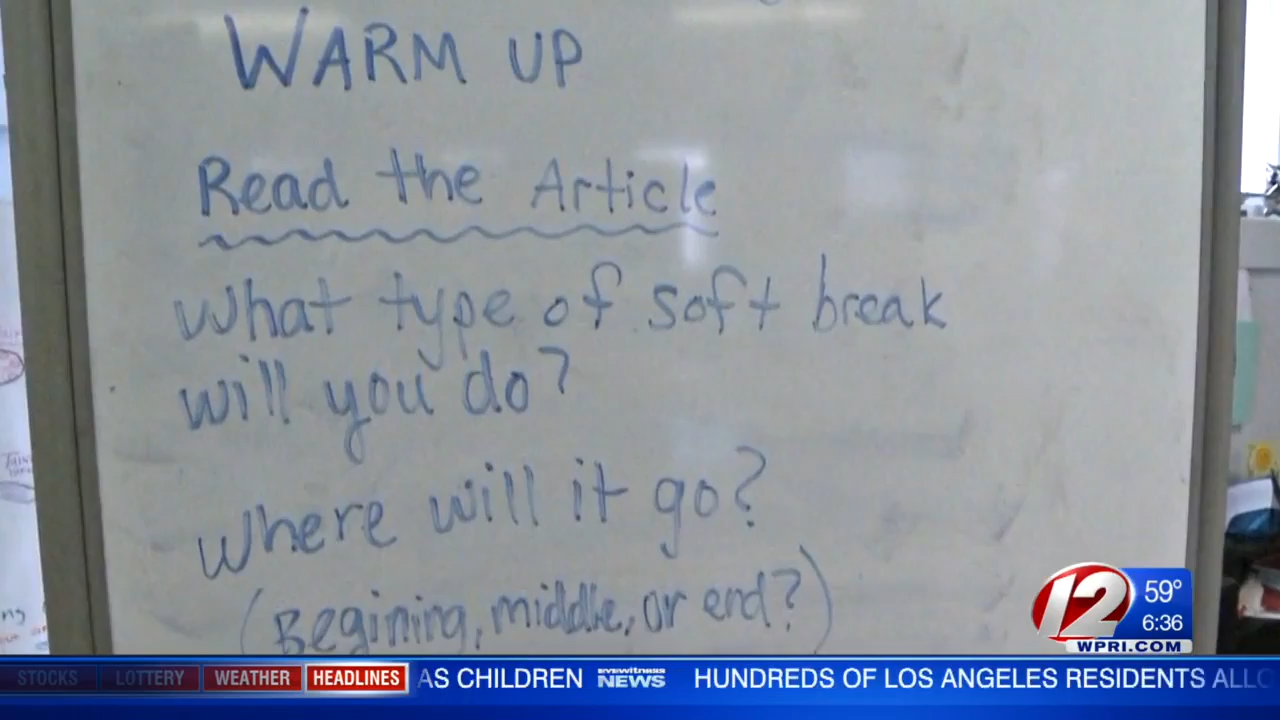 WARM UP
Read the Article
What type of soft break
will you do?
Where will it go?
(Begining, middle, or end?)
12
59°
6:36
WPRI.COM
STOCKS LOTTERY WEATHER HEADLINES AS CHILDREN EYEWITNESS NEWS HUNDREDS OF LOS ANGELES RESIDENTS ALLO